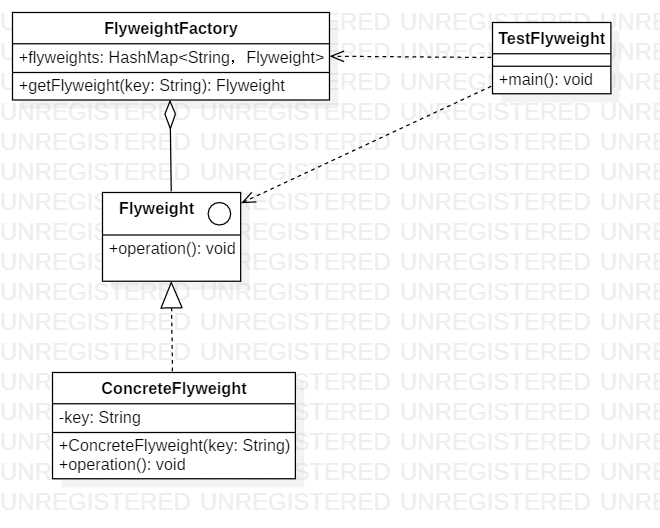 FlyweightFactory
+flyweights: HashMap<String, Flyweight>
+getFlyweight(key: String): Flyweight
TestFlyweight
+main(): void
Flyweight
+operation(): void
ConcreteFlyweight
-key: String
+ConcreteFlyweight(key: String)
+operation(): void
UNREGISTERED